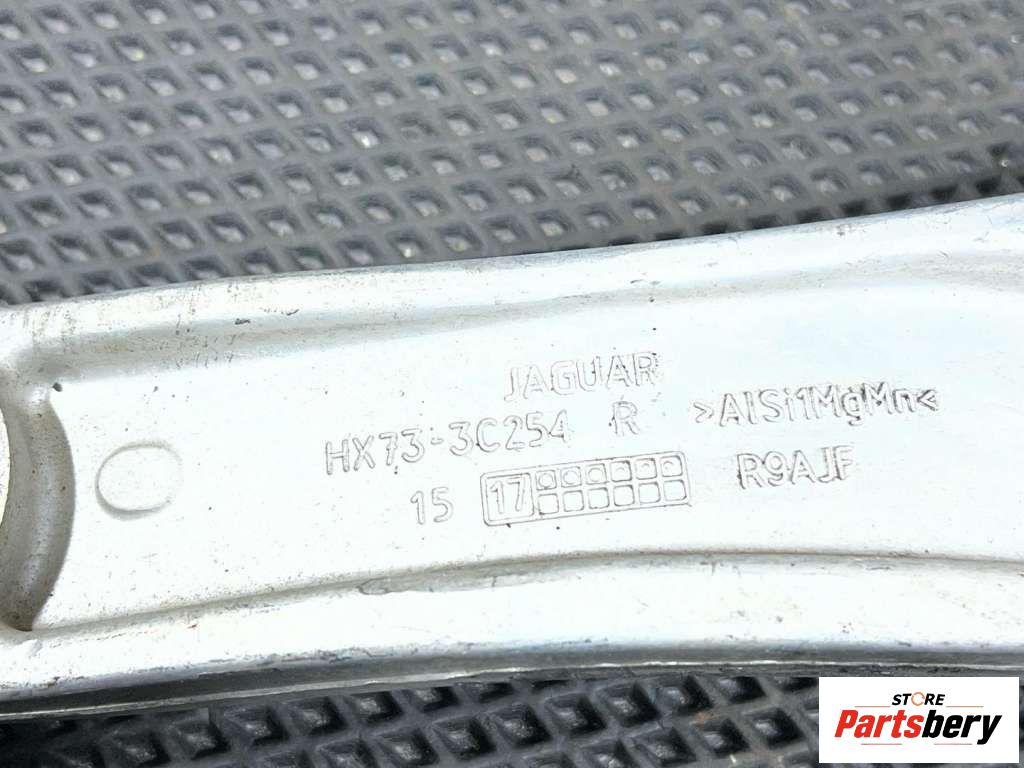 JAGUAR
HX73-3C254 R >AlSi1MgMn<
15 17 R9AJF
STORE
Partsbery